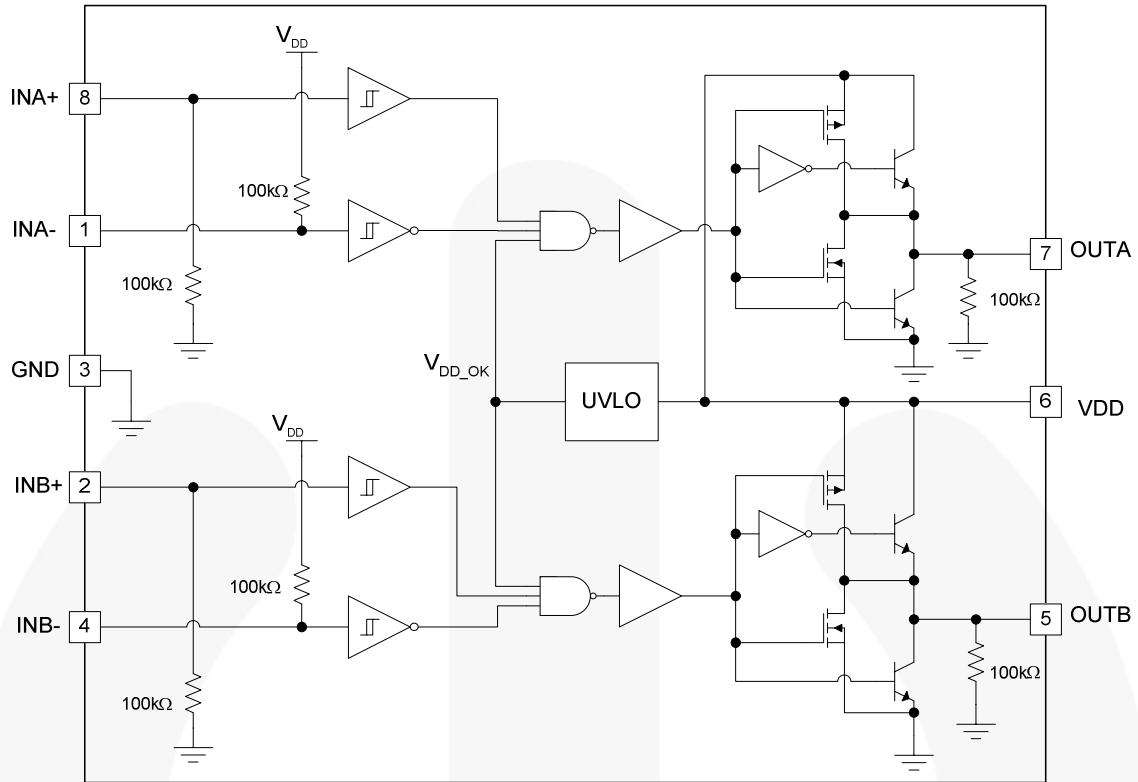 V_DD
INA+ 8
100kΩ
INA- 1
100kΩ
7 OUTA
100kΩ
GND 3
V_DD_OK
UVLO
6 VDD
V_DD
INB+ 2
100kΩ
INB- 4
5 OUTB
100kΩ
100kΩ